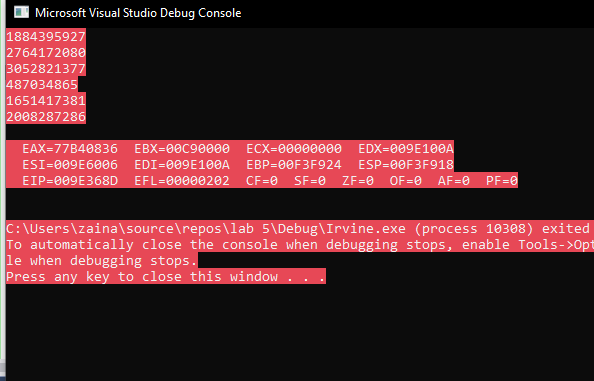 Microsoft Visual Studio Debug Console
1884395927
2764172080
3052821377
487034865
1651417381
2008287286
EAX=77B40836 EBX=00C90000 ECX=00000000 EDX=009E100A
ESI=009E6006 EDI=009E100A EBP=00F3F924 ESP=00F3F918
EIP=009E368D EFL=00000202 CF=0 SF=0 ZF=0 OF=0 AF=0 PF=0
C:\Users\zaina\source\repos\lab 5\Debug\Irvine.exe (process 10308) exited
To automatically close the console when debugging stops, enable Tools->Opt
le when debugging stops.
Press any key to close this window . . .